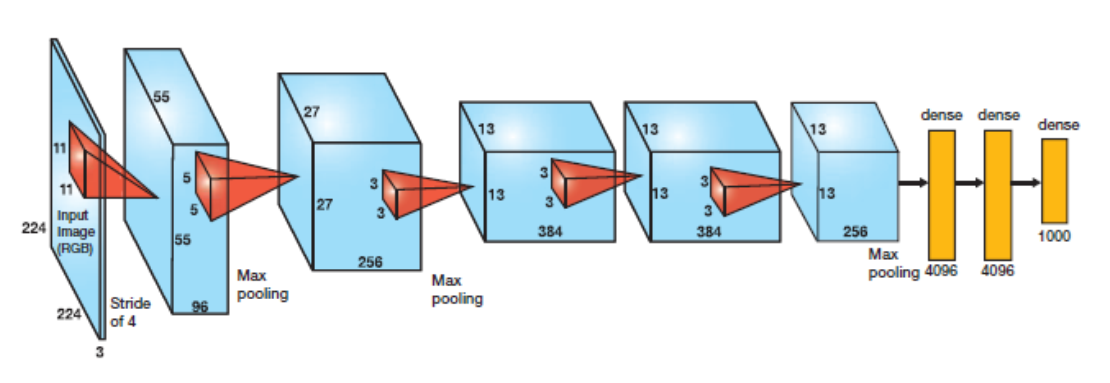 11
11
Input
Image
(RGB)
224
224
3
Stride
of 4
55
5
5
55
96
Max
pooling
27
3
3
27
256
Max
pooling
13
3
3
13
384
13
3
3
13
384
13
13
256
Max
pooling
dense
4096
dense
4096
dense
1000